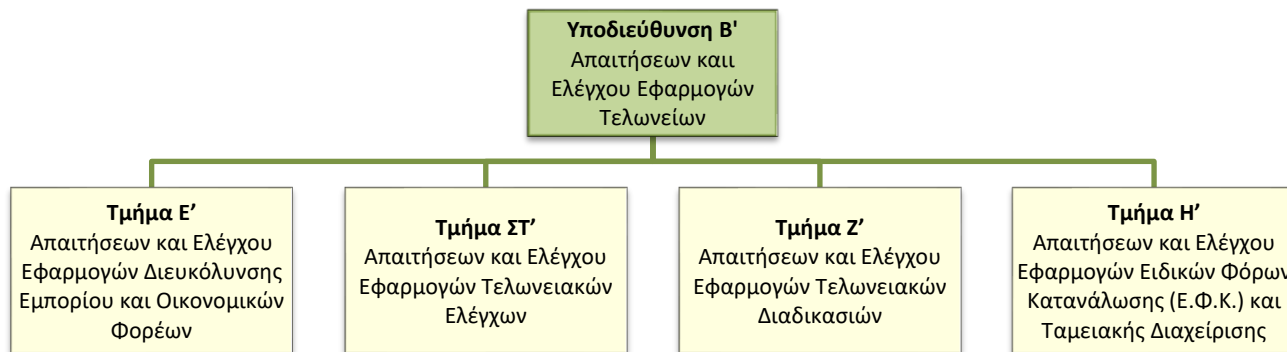 Υποδιεύθυνση Β'
Απαιτήσεων καιι
Ελέγχου Εφαρμογών
Τελωνείων
Τμήμα Ε’
Απαιτήσεων και Ελέγχου
Εφαρμογών Διευκόλυνσης
Εμπορίου και Οικονομικών
Φορέων
Τμήμα ΣΤ’
Απαιτήσεων και Ελέγχου
Εφαρμογών Τελωνειακών
Ελέγχων
Τμήμα Ζ’
Απαιτήσεων και Ελέγχου
Εφαρμογών Τελωνειακών
Διαδικασιών
Τμήμα Η’
Απαιτήσεων και Ελέγχου
Εφαρμογών Ειδικών Φόρων
Κατανάλωσης (Ε.Φ.Κ.) και
Ταμειακής Διαχείρισης